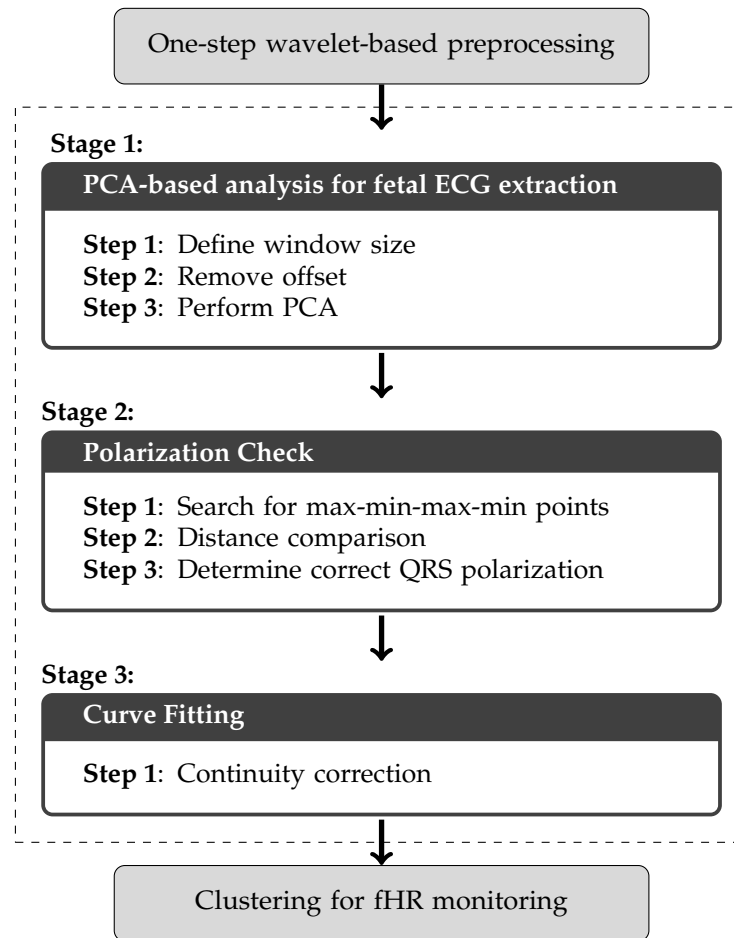 One-step wavelet-based preprocessing
Stage 1:
PCA-based analysis for fetal ECG extraction
Step 1: Define window size
Step 2: Remove offset
Step 3: Perform PCA
Stage 2:
Polarization Check
Step 1: Search for max-min-max-min points
Step 2: Distance comparison
Step 3: Determine correct QRS polarization
Stage 3:
Curve Fitting
Step 1: Continuity correction
Clustering for fHR monitoring